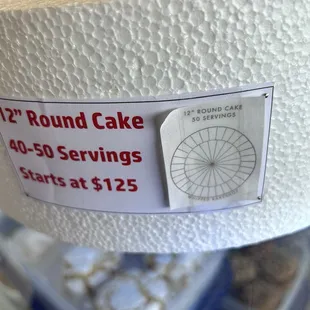 12" Round Cake
40-50 Servings
Starts at $125
12" ROUND CAKE
50 SERVINGS